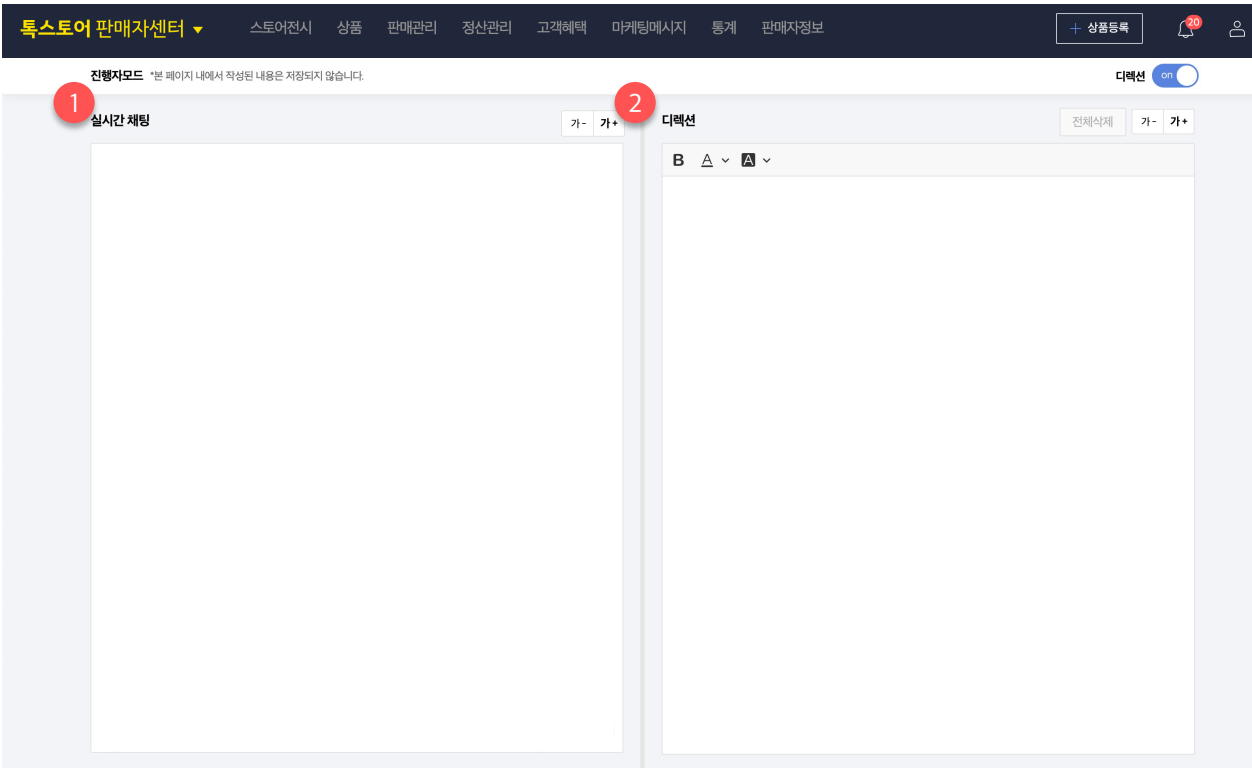 톡스토어 판매자센터 ▼ 스토어전시 상품 판매관리 정산관리 고객혜택 마케팅메시지 통계 판매자정보 + 상품등록 20
진행자모드 *본 페이지 내에서 작성된 내용은 저장되지 않습니다. 디렉션 on
1 2
실시간 채팅 가- 가+ 디렉션 전체삭제 가- 가+
B A A